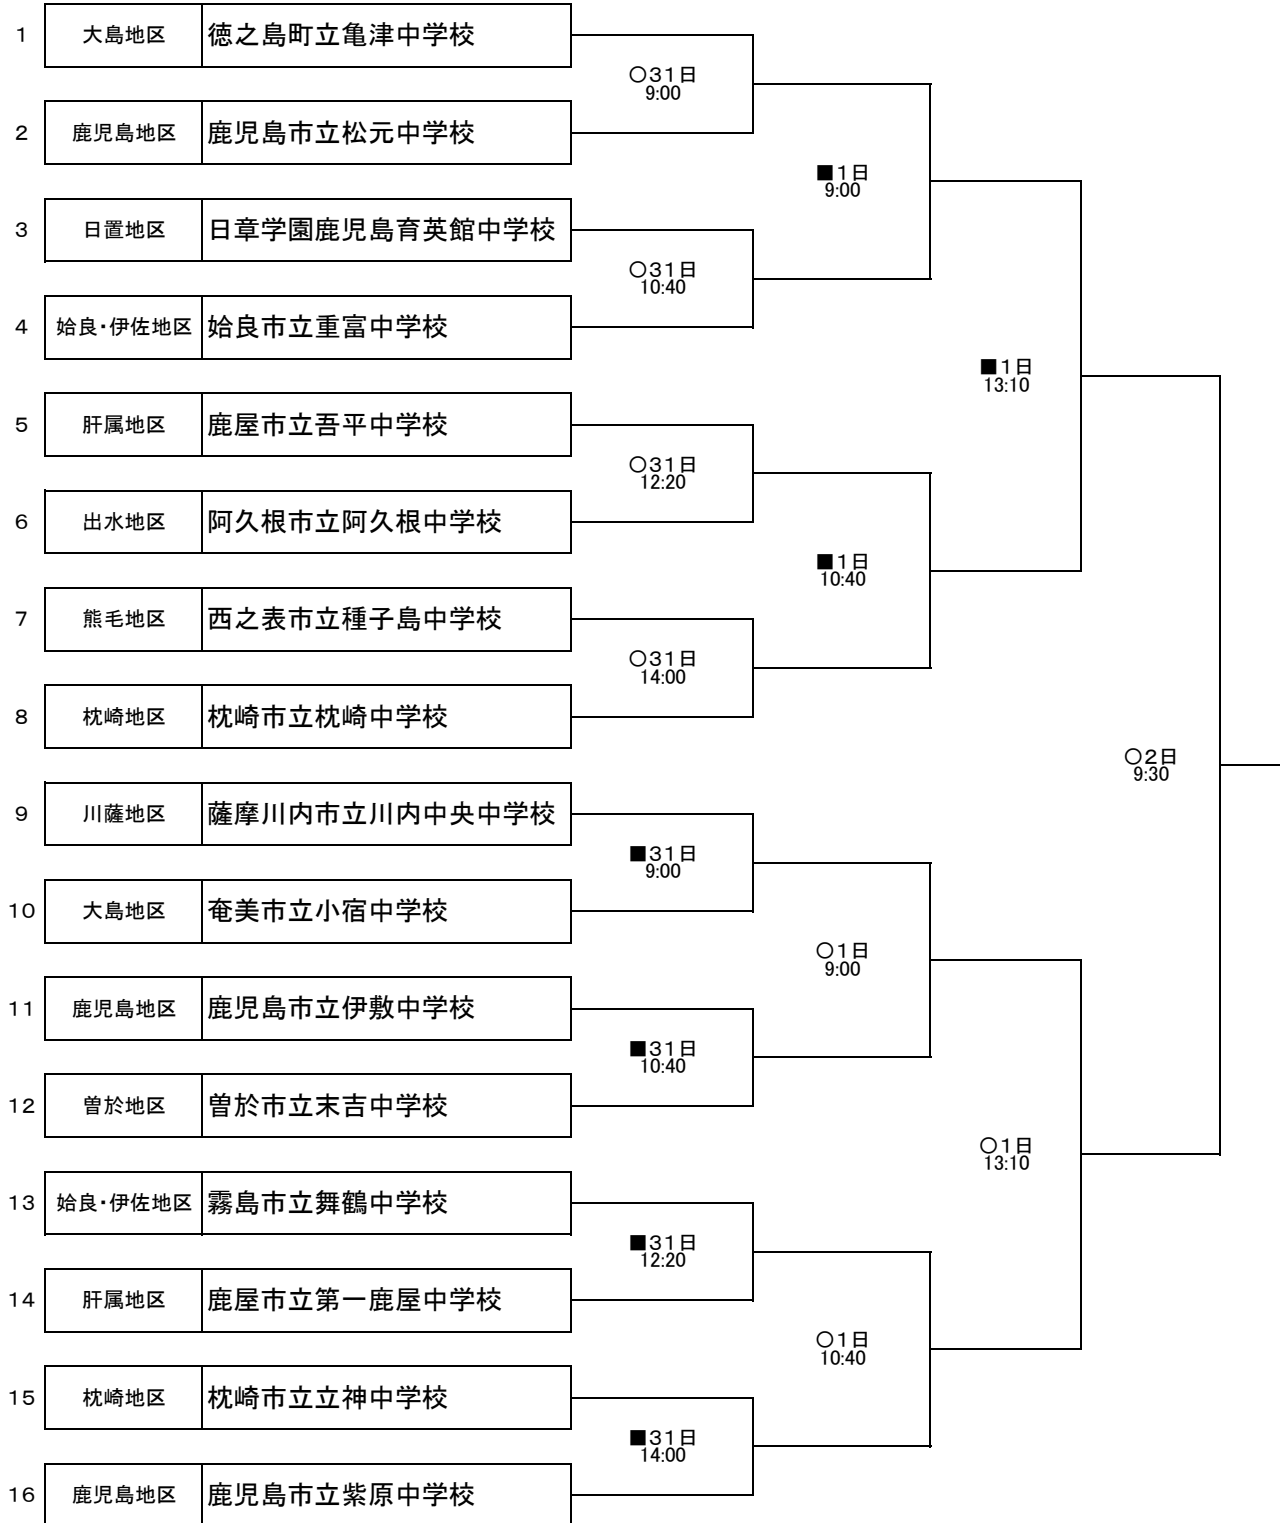 1 大島地区 徳之島町立亀津中学校
〇31日
9:00
2 鹿児島地区 鹿児島市立松元中学校
■1日
9:00
3 日置地区 日章学園鹿児島育英館中学校
〇31日
10:40
4 姶良・伊佐地区 姶良市立重富中学校
■1日
13:10
5 肝属地区 鹿屋市立吾平中学校
〇31日
12:20
6 出水地区 阿久根市立阿久根中学校
■1日
10:40
7 熊毛地区 西之表市立種子島中学校
〇31日
14:00
8 枕崎地区 枕崎市立枕崎中学校
〇2日
9:30
9 川薩地区 薩摩川内市立川内中央中学校
■31日
9:00
10 大島地区 奄美市立小宿中学校
〇1日
9:00
11 鹿児島地区 鹿児島市立伊敷中学校
■31日
10:40
12 曽於地区 曽於市立末吉中学校
〇1日
13:10
13 姶良・伊佐地区 霧島市立舞鶴中学校
■31日
12:20
14 肝属地区 鹿屋市立第一鹿屋中学校
〇1日
10:40
15 枕崎地区 枕崎市立立神中学校
■31日
14:00
16 鹿児島地区 鹿児島市立紫原中学校